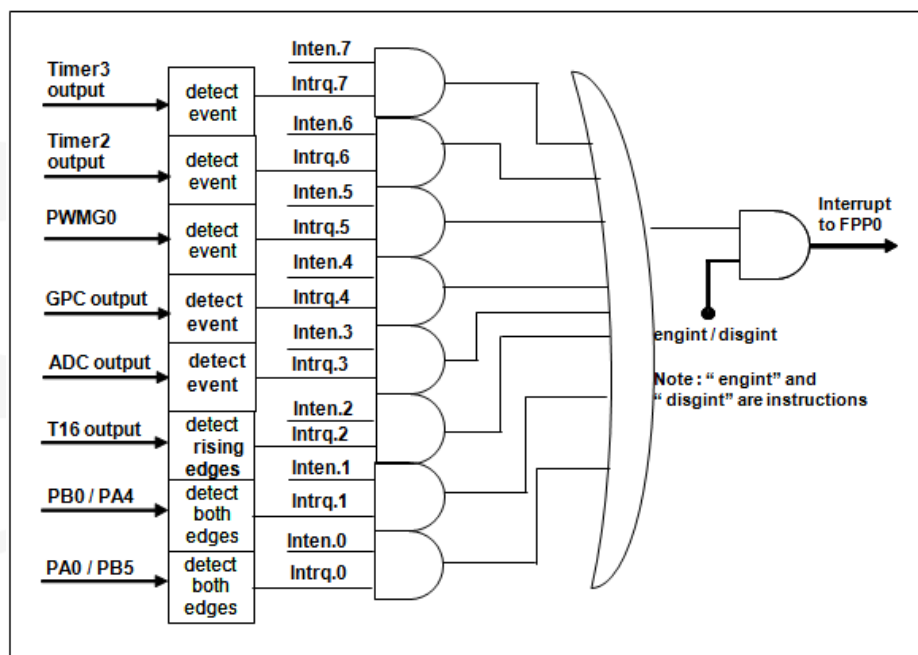 Timer3
output
detect
event
Inten.7
Intrq.7
Timer2
output
detect
event
Inten.6
Intrq.6
PWMG0
detect
event
Inten.5
Intrq.5
GPC output
detect
event
Inten.4
Intrq.4
ADC output
detect
event
Inten.3
Intrq.3
T16 output
detect
rising
edges
Inten.2
Intrq.2
PB0 / PA4
detect
both
edges
Inten.1
Intrq.1
PA0 / PB5
detect
both
edges
Inten.0
Intrq.0
Interrupt
to FPP0
engint / disgint
Note : “ engint” and
“ disgint” are instructions